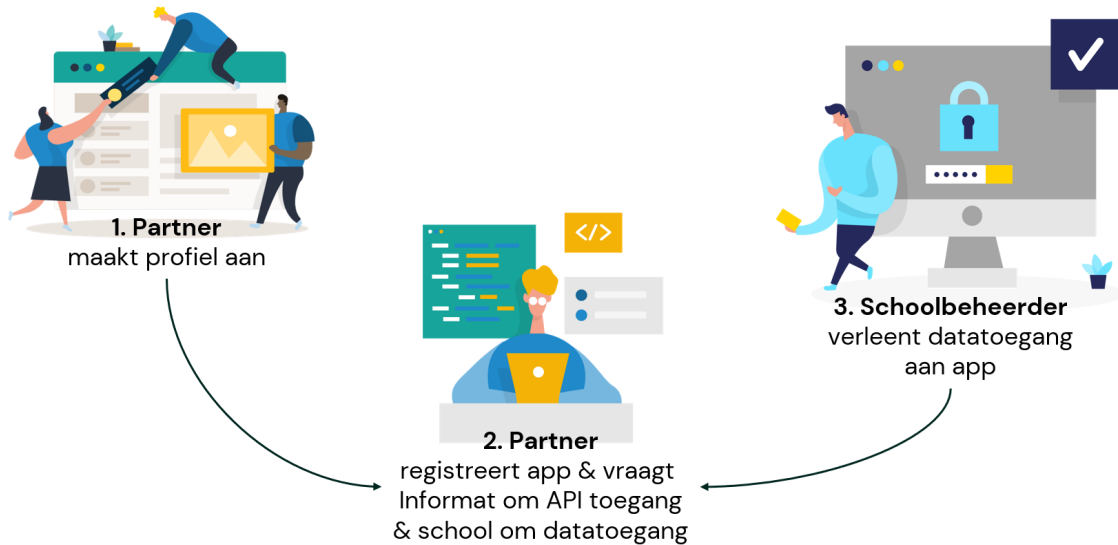 1. Partner
maakt profiel aan
</>
2. Partner
registreert app & vraagt
Informat om API toegang
& school om datatoegang
3. Schoolbeheerder
verleent datatoegang
aan app